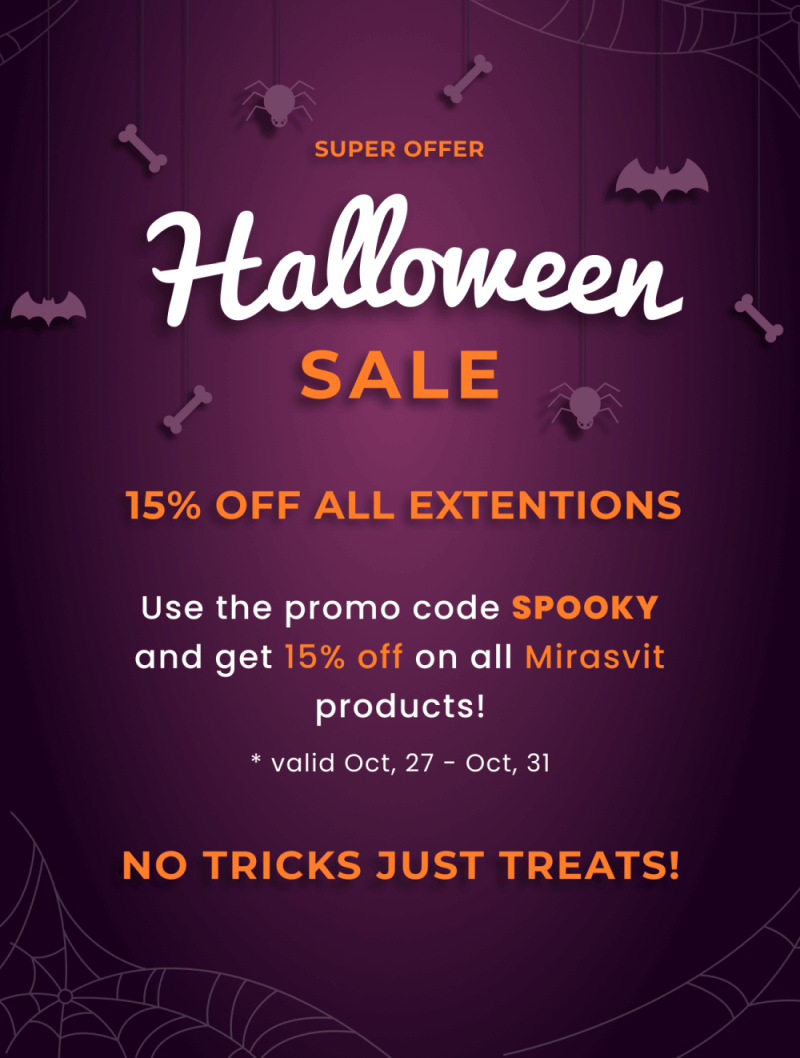 SUPER OFFER
Halloween
SALE
15% OFF ALL EXTENTIONS
Use the promo code SPOOKY
and get 15% off on all Mirasvit
products!
* valid Oct, 27 - Oct, 31
NO TRICKS JUST TREATS!